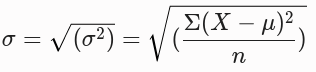 σ = √(σ²) = √(Σ(X − μ)²/n)